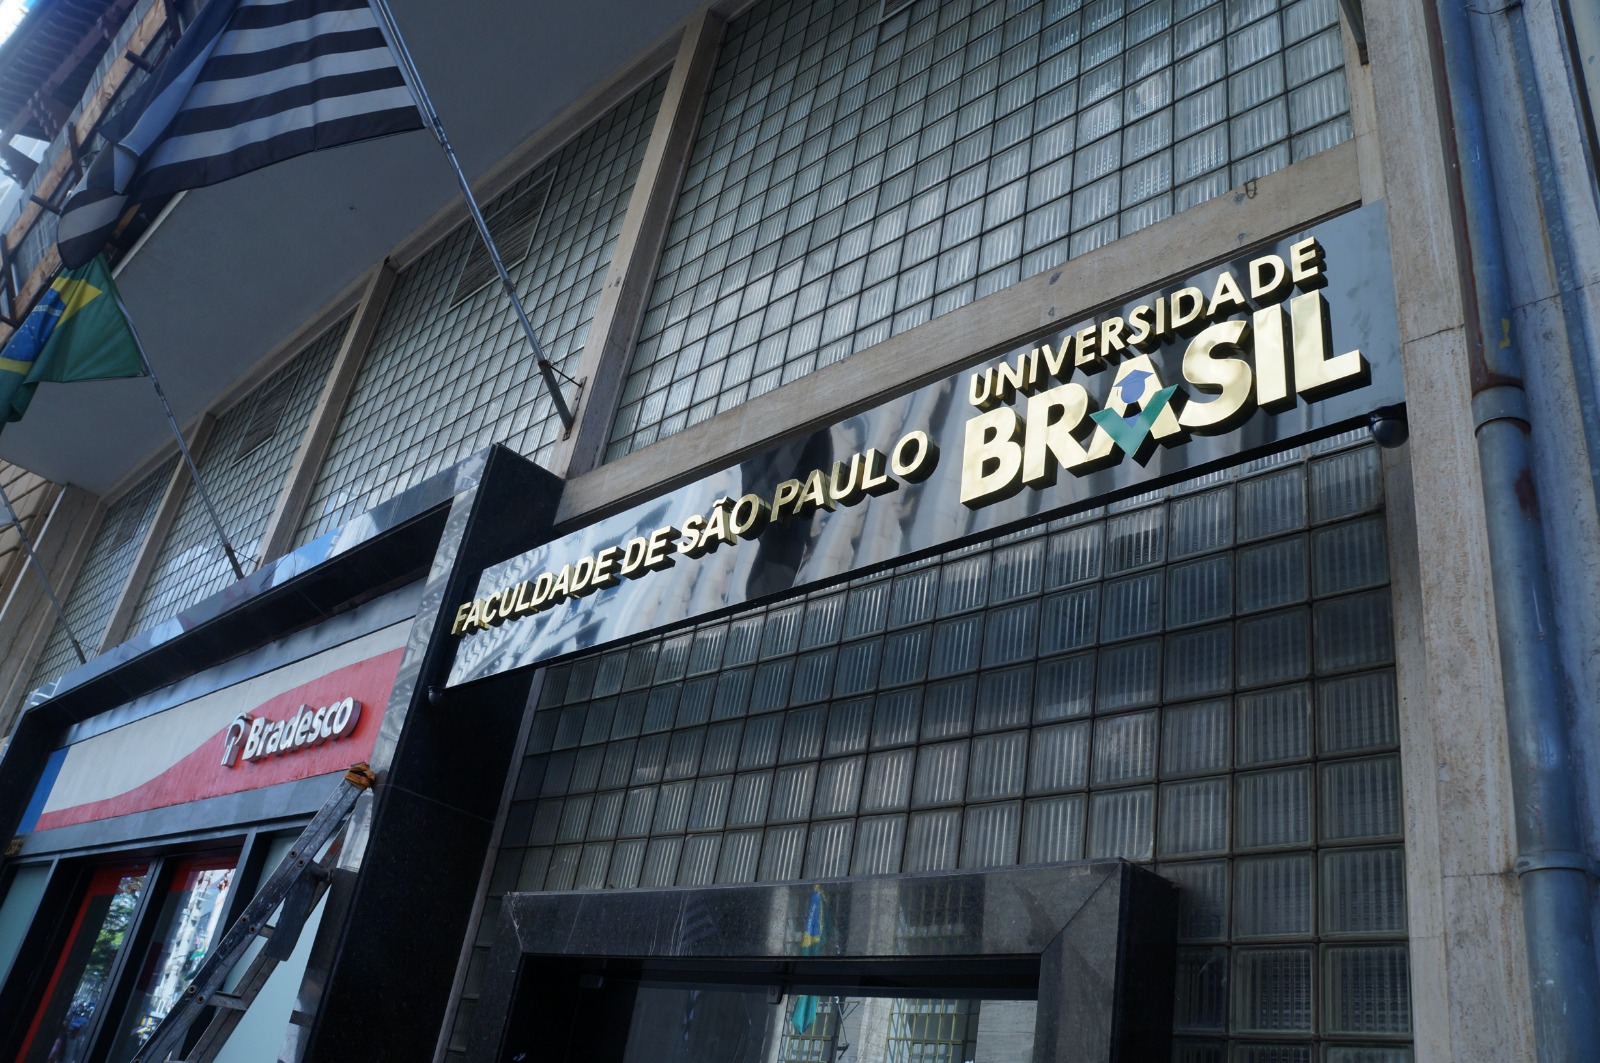 UNIVERSIDADE
BRASIL
FACULDADE DE SÃO PAULO
Bradesco